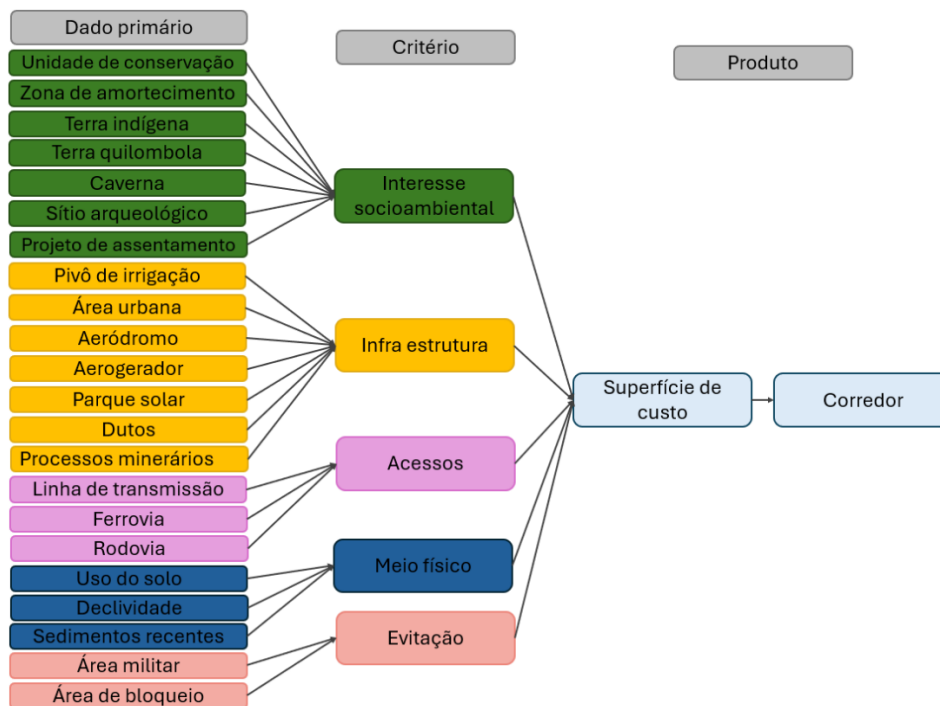 Dado primário
Unidade de conservação
Zona de amortecimento
Terra indígena
Terra quilombola
Caverna
Sítio arqueológico
Projeto de assentamento
Pivô de irrigação
Área urbana
Aeródromo
Aerogerador
Parque solar
Dutos
Processos minerários
Linha de transmissão
Ferrovia
Rodovia
Uso do solo
Declividade
Sedimentos recentes
Área militar
Área de bloqueio
Critério
Interesse
socioambiental
Infra estrutura
Acessos
Meio físico
Evitação
Produto
Superfície de
custo
Corredor